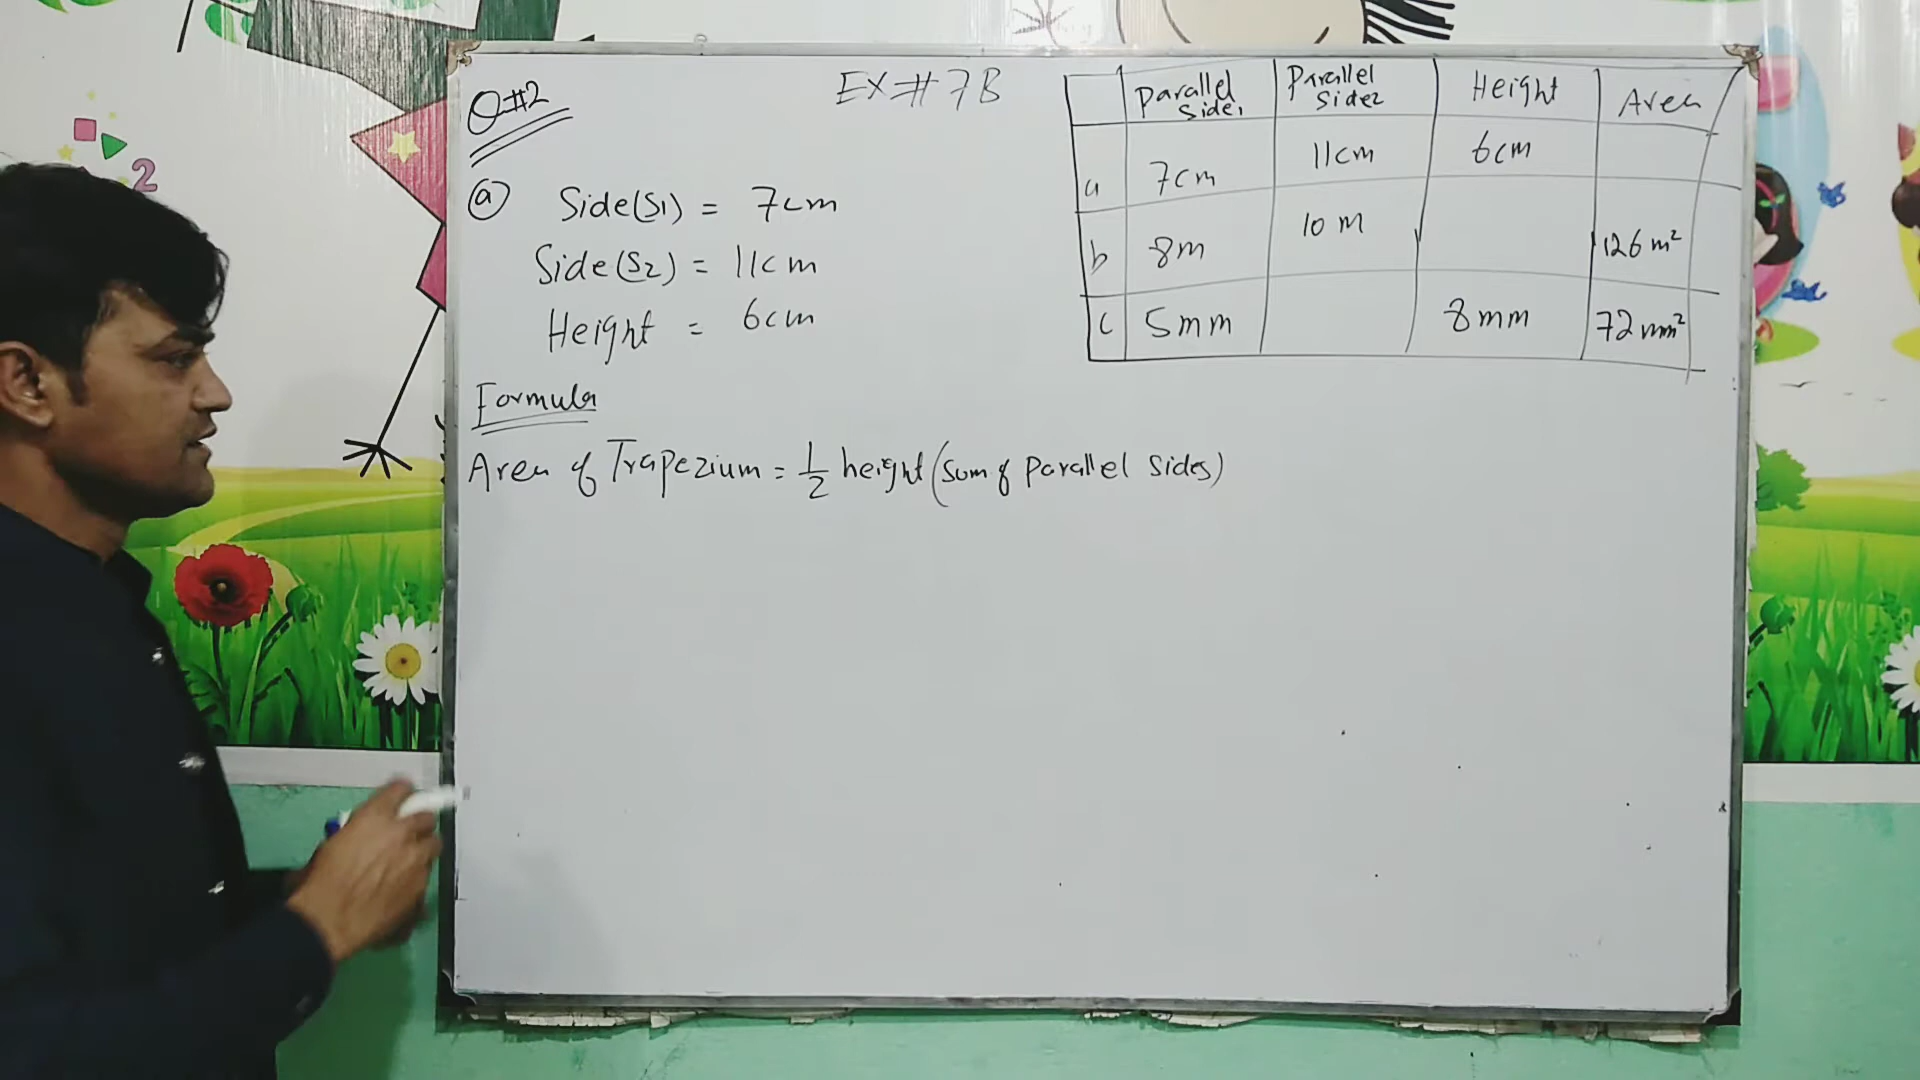 Q#2
EX#7B
a Side(S1) = 7cm
Side(S2) = 11cm
Height = 6cm
Formula
Area of Trapezium = 1/2 height (Sum of Parallel Sides)
Parallel Side1 Parallel Side2 Height Area
a 7cm 11cm 6cm
b 8m 10m 126m²
c 5mm 8mm 72mm²
2